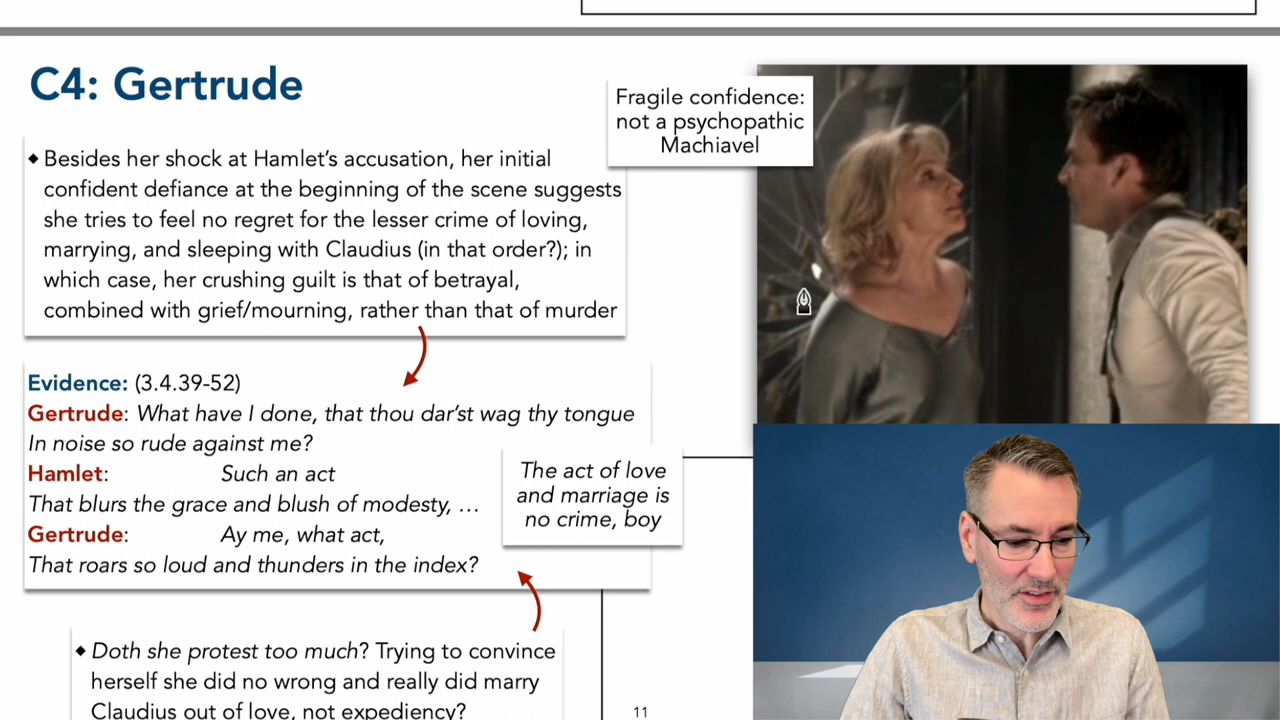 C4: Gertrude
Fragile confidence:
not a psychopathic
Machiavel
◆ Besides her shock at Hamlet’s accusation, her initial
confident defiance at the beginning of the scene suggests
she tries to feel no regret for the lesser crime of loving,
marrying, and sleeping with Claudius (in that order?); in
which case, her crushing guilt is that of betrayal,
combined with grief/mourning, rather than that of murder
Evidence: (3.4.39-52)
Gertrude: What have I done, that thou dar’st wag thy tongue
In noise so rude against me?
Hamlet: Such an act
That blurs the grace and blush of modesty, …
Gertrude: Ay me, what act,
That roars so loud and thunders in the index?
The act of love
and marriage is
no crime, boy
◆ Doth she protest too much? Trying to convince
herself she did no wrong and really did marry
Claudius out of love, not expediency?
11